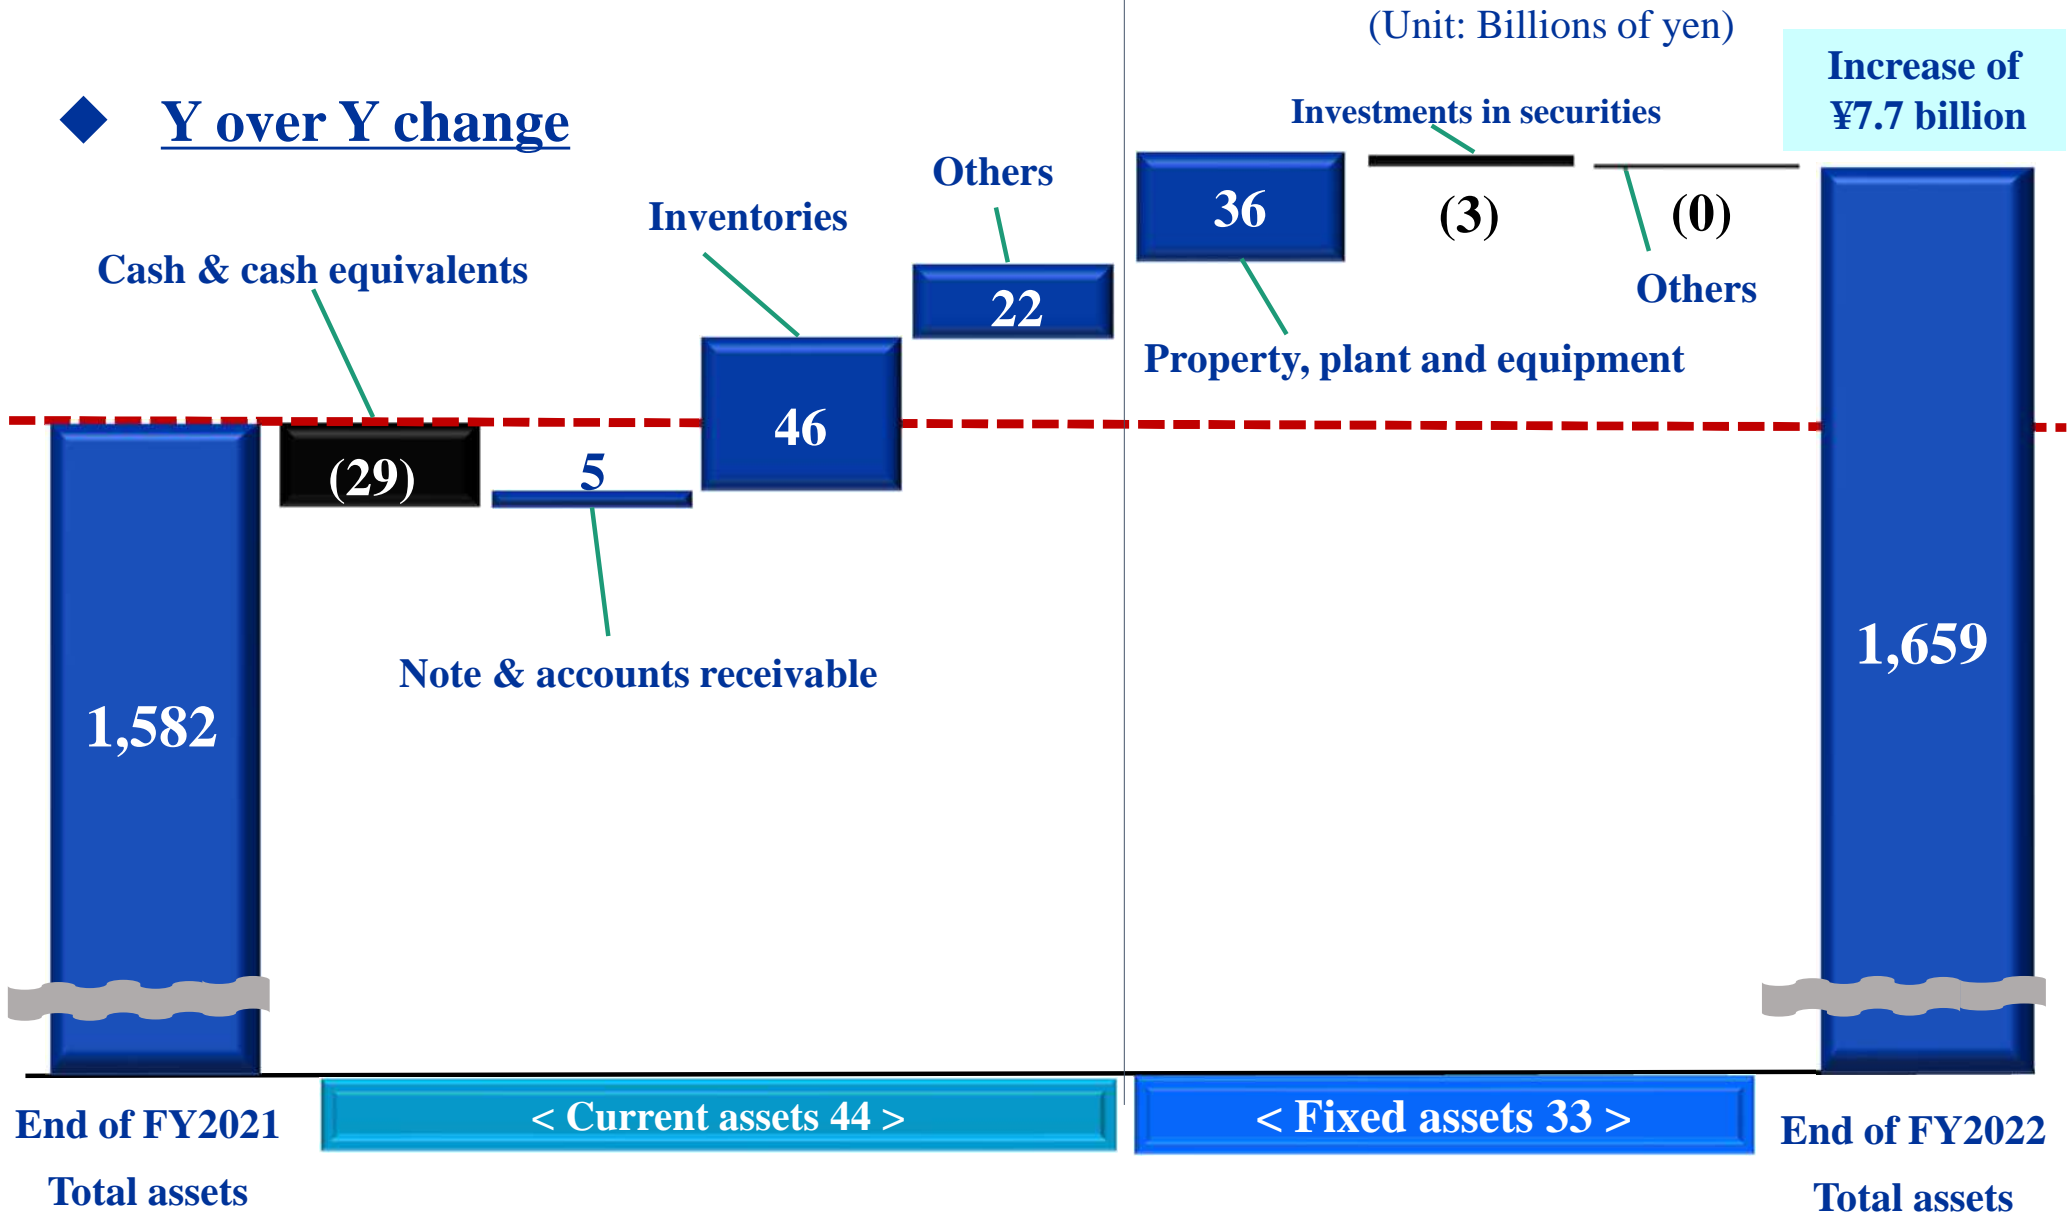 (Unit: Billions of yen)
Increase of
¥7.7 billion
◆ Y over Y change
Investments in securities
Others
Inventories
Cash & cash equivalents
36
(3)
(0)
22
Others
Property, plant and equipment
46
(29)
5
Note & accounts receivable
1,582
1,659
< Current assets 44 >
< Fixed assets 33 >
End of FY2021
Total assets
End of FY2022
Total assets